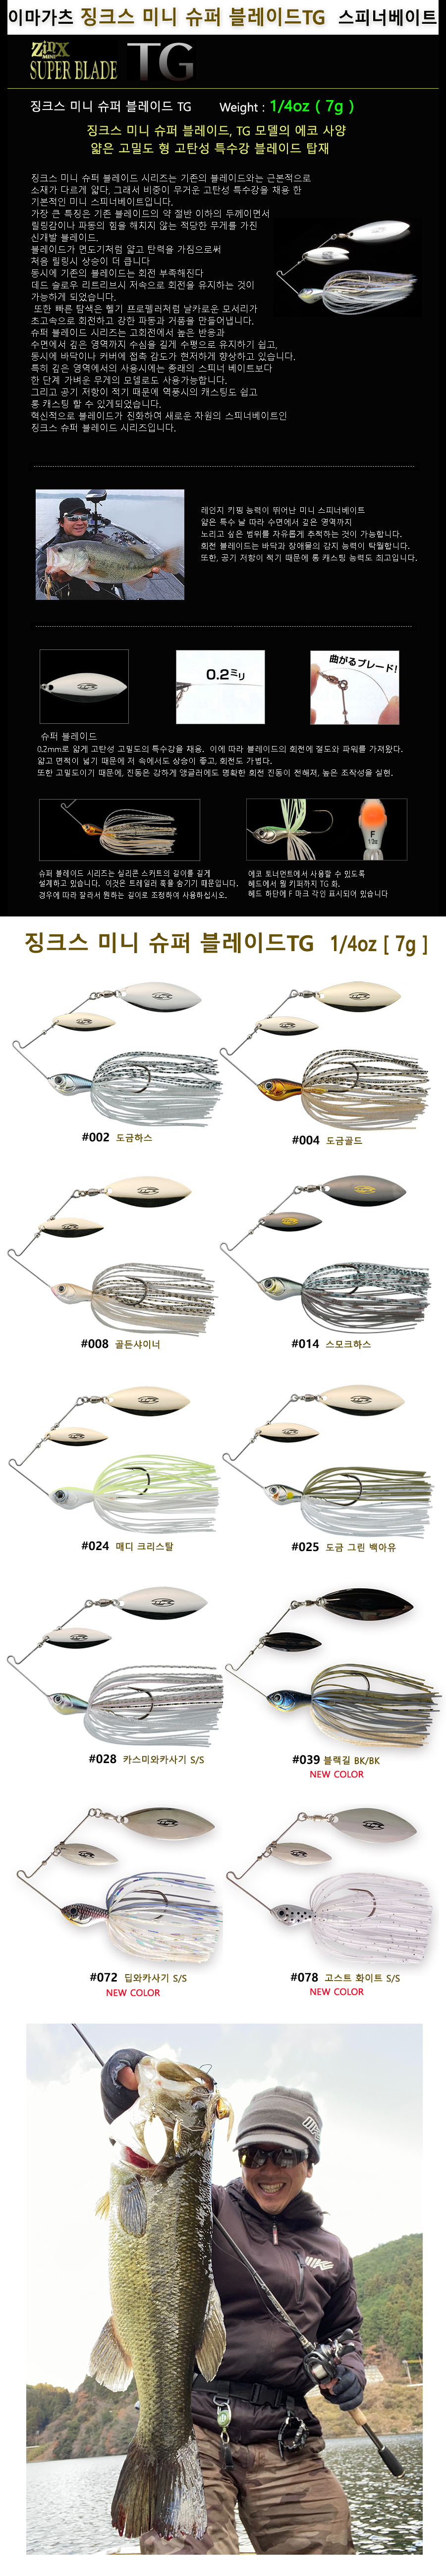 이마가츠 징크스 미니 슈퍼 블레이드TG 스피너베이트
ZinX
MINI
SUPER BLADE TG
징크스 미니 슈퍼 블레이드 TG Weight : 1/4oz ( 7g )
징크스 미니 슈퍼 블레이드, TG 모델의 에코 사양
얇은 고밀도 형 고탄성 특수강 블레이드 탑재
징크스 미니 슈퍼 블레이드 시리즈는 기존의 블레이드와는 근본적으로
소재가 다르게 얇다, 그래서 비중이 무거운 고탄성 특수강을 채용 한
기본적인 미니 스피너베이트입니다.
가장 큰 특징은 기존 블레이드의 약 절반 이하의 두께이면서
릴링감이나 파동의 힘을 해치지 않는 적당한 무게를 가진
신개발 블레이드.
블레이드가 면도기처럼 얇고 탄력을 가짐으로써
처음 릴링시 상승이 더 큽니다
동시에 기존의 블레이드는 회전 부족해진다
데드 슬로우 리트리브시 저속으로 회전을 유지하는 것이
가능하게 되었습니다.
또한 빠른 탐색은 헬기 프로펠러처럼 날카로운 모서리가
초고속으로 회전하고 강한 파동과 거품을 만들어냅니다.
슈퍼 블레이드 시리즈는 고회전에서 높은 반응과
수면에서 깊은 영역까지 수심을 길게 수평으로 유지하기 쉽고,
동시에 바닥이나 커버에 접촉 감도가 현저하게 향상하고 있습니다.
특히 깊은 영역에서의 사용시에는 종래의 스피너 베이트보다
한 단계 가벼운 무게의 모델로도 사용가능합니다.
그리고 공기 저항이 적기 때문에 역풍시의 캐스팅도 쉽고
롱 캐스팅 할 수 있게되었습니다.
혁신적으로 블레이드가 진화하여 새로운 차원의 스피너베이트인
징크스 슈퍼 블레이드 시리즈입니다.
레인지 키핑 능력이 뛰어난 미니 스피너베이트
얇은 특수 날 따라 수면에서 깊은 영역까지
노리고 싶은 범위를 자유롭게 추적하는 것이 가능합니다.
회전 블레이드는 바닥과 장애물의 감지 능력이 탁월합니다.
또한, 공기 저항이 적기 때문에 롱 캐스팅 능력도 최고입니다.
0.2ミリ
曲がるブレード!
슈퍼 블레이드
0.2mm로 얇게 고탄성 고밀도의 특수강을 채용. 이에 따라 블레이드의 회전에 절도와 파워를 가져왔다.
얇고 면적이 넓기 때문에 저 속에서도 상승이 좋고, 회전도 가볍다.
또한 고밀도이기 때문에, 진동은 강하게 앵글러에도 명확한 회전 진동이 전해져, 높은 조작성을 실현.
F
1/2oz
슈퍼 블레이드 시리즈는 실리콘 스커트의 길이를 길게
설계하고 있습니다. 이것은 트레일러 훅을 숨기기 때문입니다.
경우에 따라 잘라서 원하는 길이로 조정하여 사용하십시오.
에코 토너먼트에서 사용할 수 있도록
헤드에서 웜 키퍼까지 TG 화.
헤드 하단에 F 마크 각인 표시되어 있습니다
징크스 미니 슈퍼 블레이드TG 1/4oz [ 7g ]
#002 도금하스
#004 도금골드
#008 골든샤이너
#014 스모크하스
#024 매디 크리스탈
#025 도금 그린 백아유
#028 카스미와카사기 S/S
#039 블랙길 BK/BK
NEW COLOR
#072 딥와카사기 S/S
NEW COLOR
#078 고스트 화이트 S/S
NEW COLOR